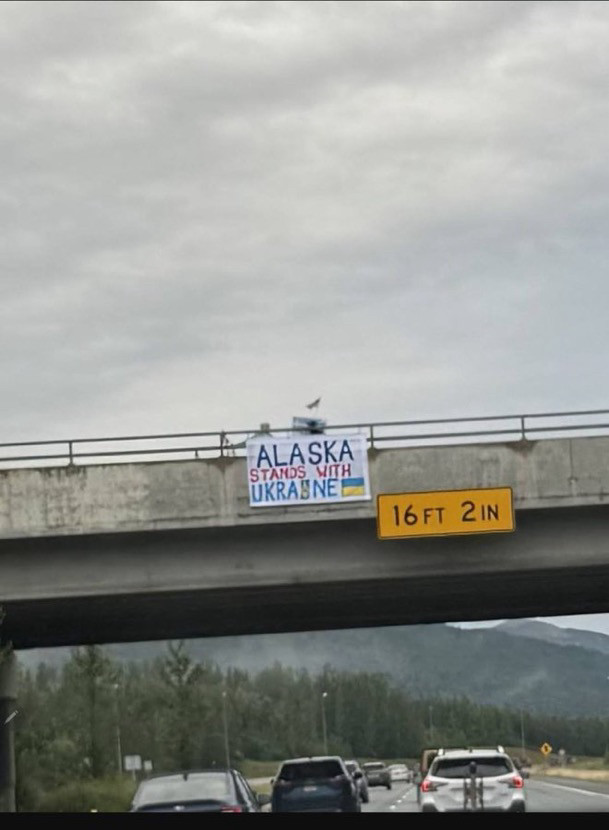 ALASKA
STANDS WITH
UKRAINE
16 FT 2 IN